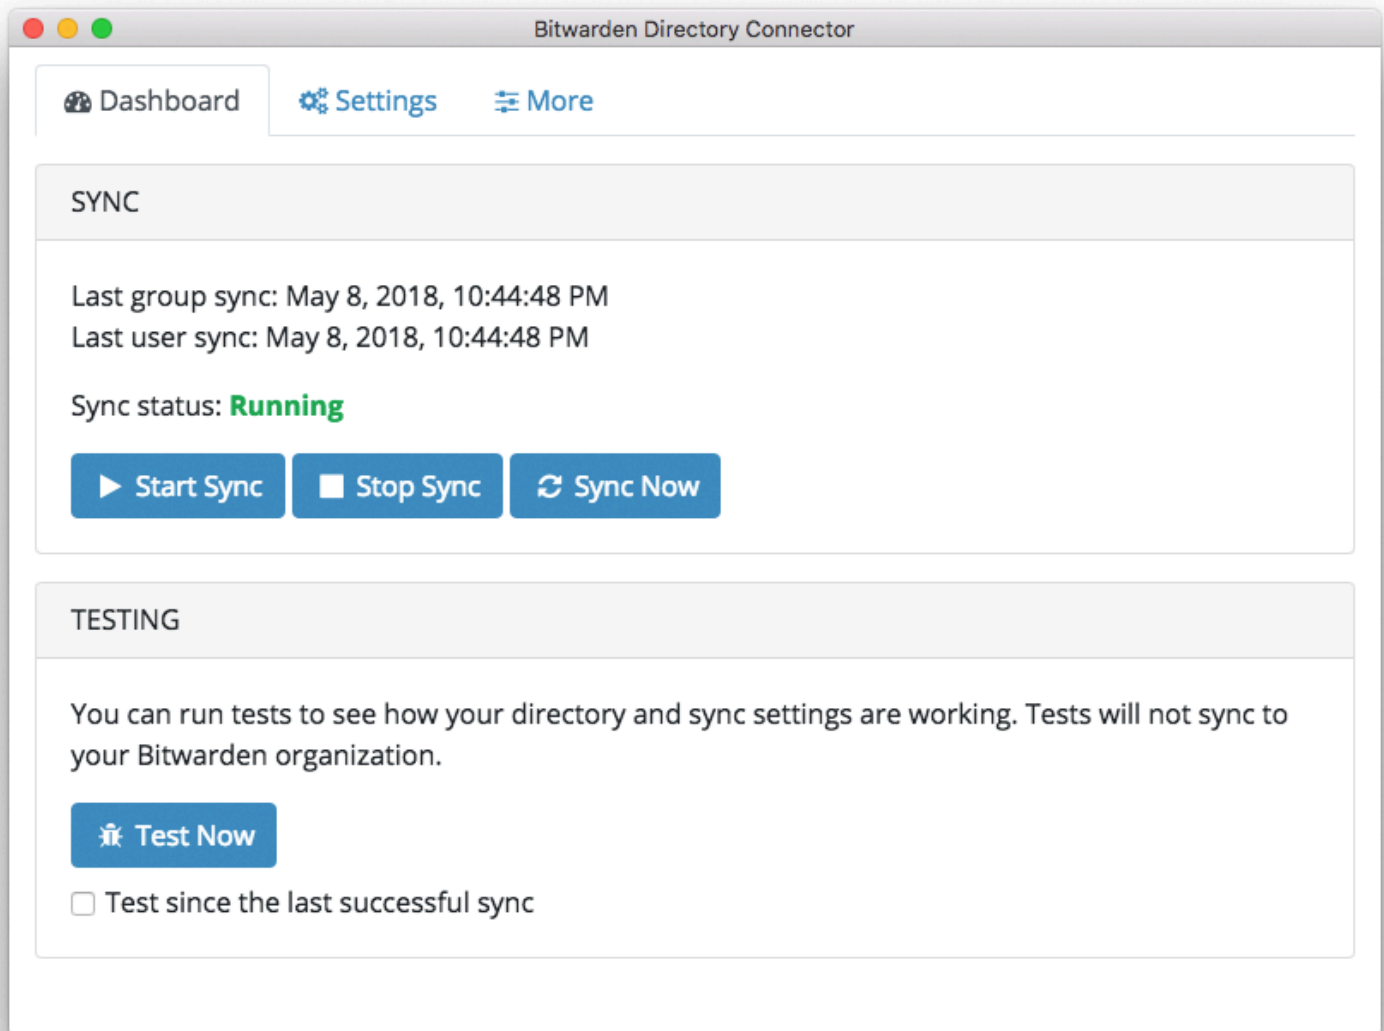 Bitwarden Directory Connector
Dashboard Settings More
SYNC
Last group sync: May 8, 2018, 10:44:48 PM
Last user sync: May 8, 2018, 10:44:48 PM
Sync status: Running
Start Sync Stop Sync Sync Now
TESTING
You can run tests to see how your directory and sync settings are working. Tests will not sync to
your Bitwarden organization.
Test Now
Test since the last successful sync